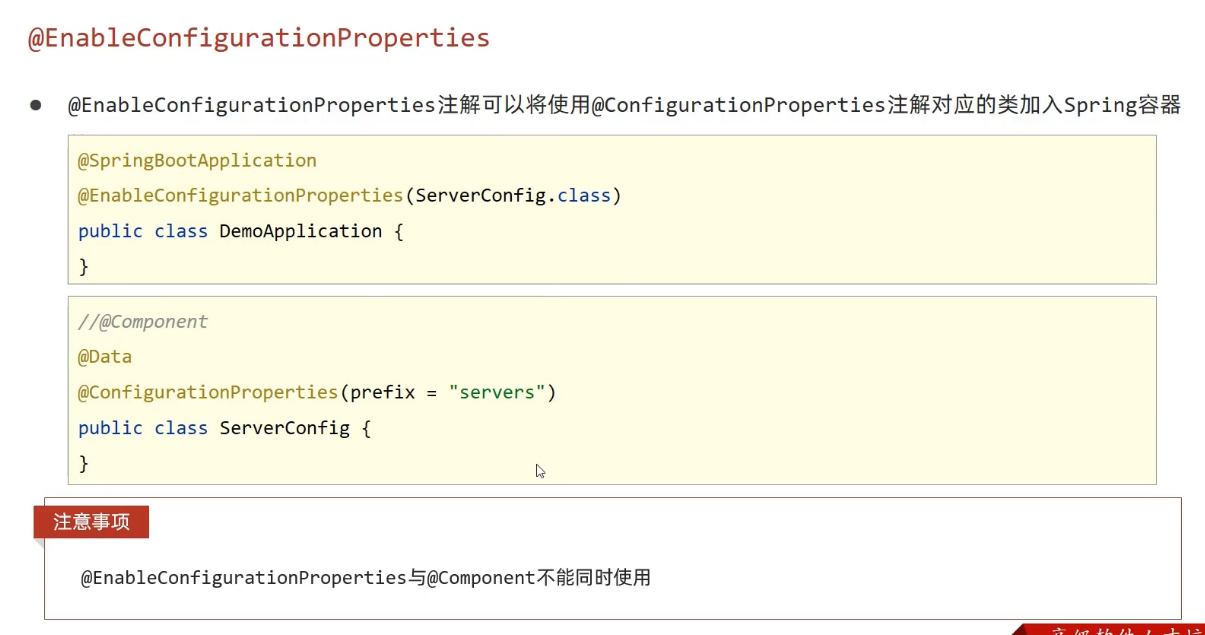 @EnableConfigurationProperties
● @EnableConfigurationProperties注解可以将使用@ConfigurationProperties注解对应的类加入Spring容器
@SpringBootApplication
@EnableConfigurationProperties(ServerConfig.class)
public class DemoApplication {
}
//@Component
@Data
@ConfigurationProperties(prefix = "servers")
public class ServerConfig {
}
注意事项
@EnableConfigurationProperties与@Component不能同时使用